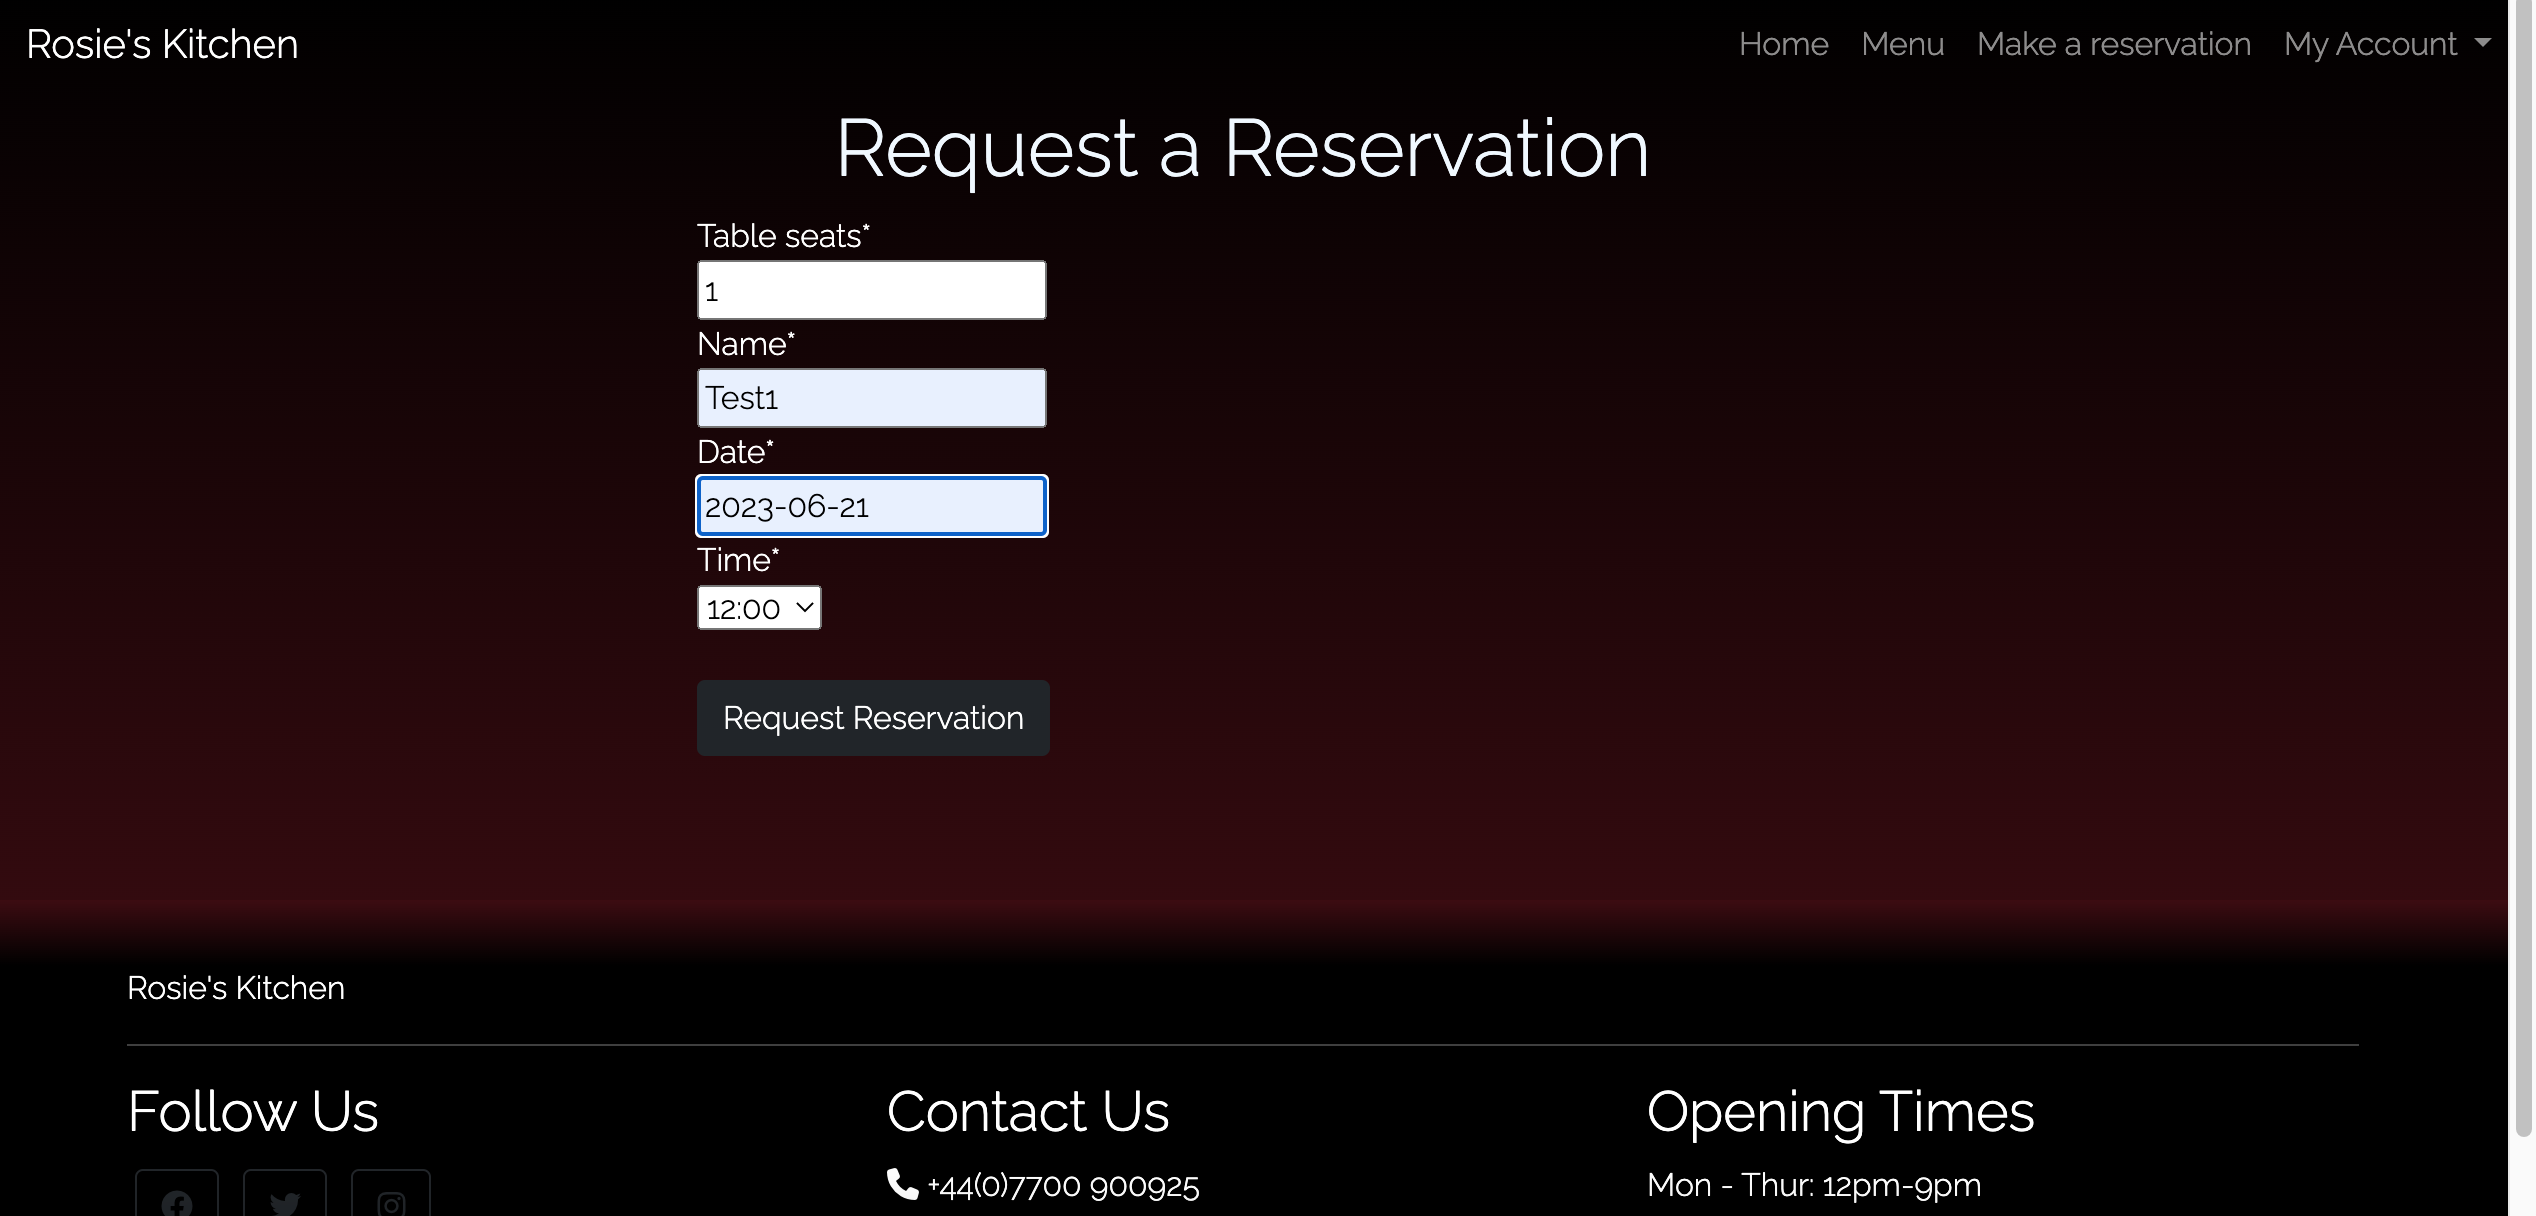 Rosie's Kitchen
Home Menu Make a reservation My Account
Request a Reservation
Table seats*
1
Name*
Test1
Date*
2023-06-21
Time*
12:00
Request Reservation
Rosie's Kitchen
Follow Us
Contact Us
+44(0)7700 900925
Opening Times
Mon - Thur: 12pm-9pm